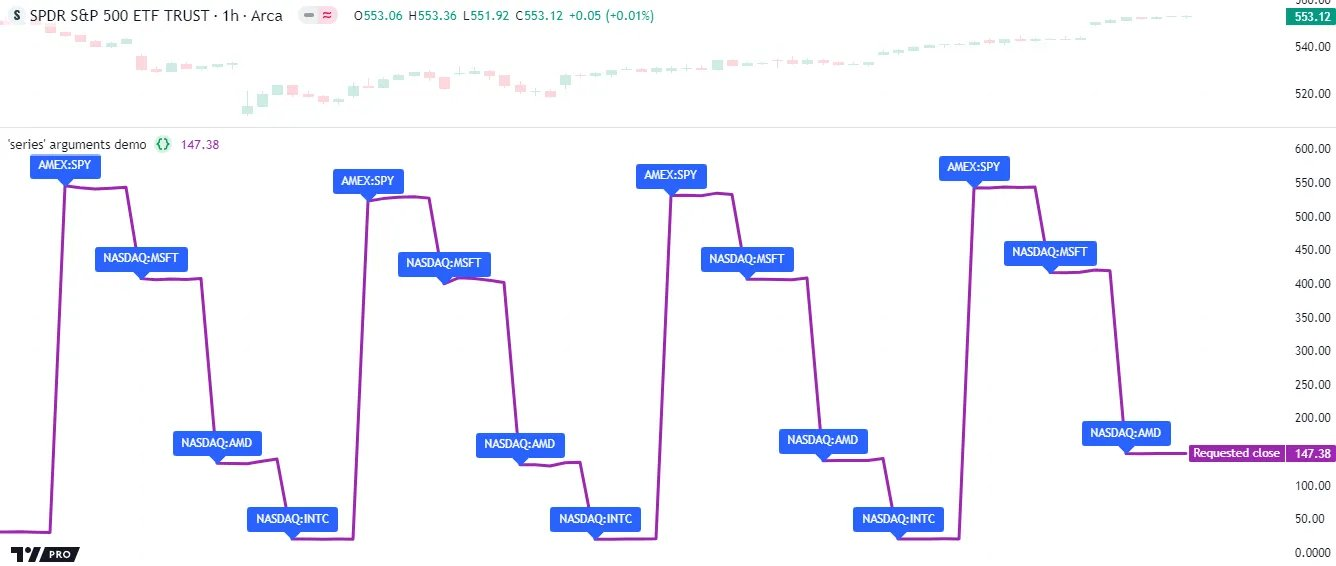 S SPDR S&P 500 ETF TRUST · 1h · Arca O553.06 H553.36 L551.92 C553.12 +0.05 (+0.01%)
553.12
540.00
520.00
'series' arguments demo {} 147.38
600.00
AMEX:SPY
AMEX:SPY
AMEX:SPY
AMEX:SPY
550.00
500.00
NASDAQ:MSFT
NASDAQ:MSFT
NASDAQ:MSFT
NASDAQ:MSFT
450.00
400.00
350.00
300.00
250.00
200.00
NASDAQ:AMD
NASDAQ:AMD
NASDAQ:AMD
NASDAQ:AMD
Requested close 147.38
100.00
NASDAQ:INTC
NASDAQ:INTC
NASDAQ:INTC
50.00
0.0000
TV PRO